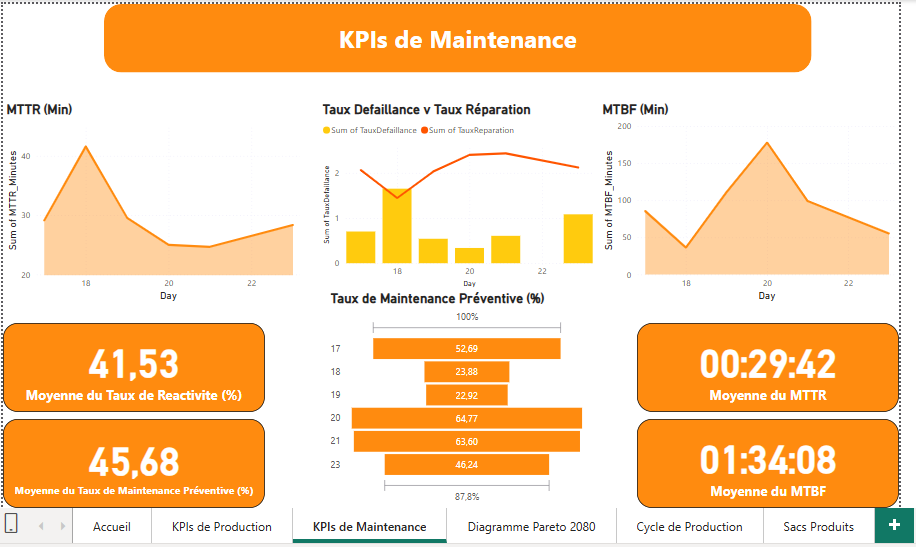 KPIs de Maintenance
MTTR (Min)
Sum of MTTR_Minutes
40
30
20
18
20
22
Day
Taux Defaillance v Taux Réparation
Sum of TauxDefaillance
Sum of TauxReparation
Sum of TauxDefaillance
2
1
0
18
20
22
Day
MTBF (Min)
Sum of MTBF_Minutes
200
150
100
50
0
18
20
22
Day
Taux de Maintenance Préventive (%)
100%
17 52,69
18 23,88
19 22,92
20 64,77
21 63,60
23 46,24
87,8%
41,53
Moyenne du Taux de Reactivite (%)
45,68
Moyenne du Taux de Maintenance Préventive (%)
00:29:42
Moyenne du MTTR
01:34:08
Moyenne du MTBF
Accueil
KPIs de Production
KPIs de Maintenance
Diagramme Pareto 2080
Cycle de Production
Sacs Produits
+